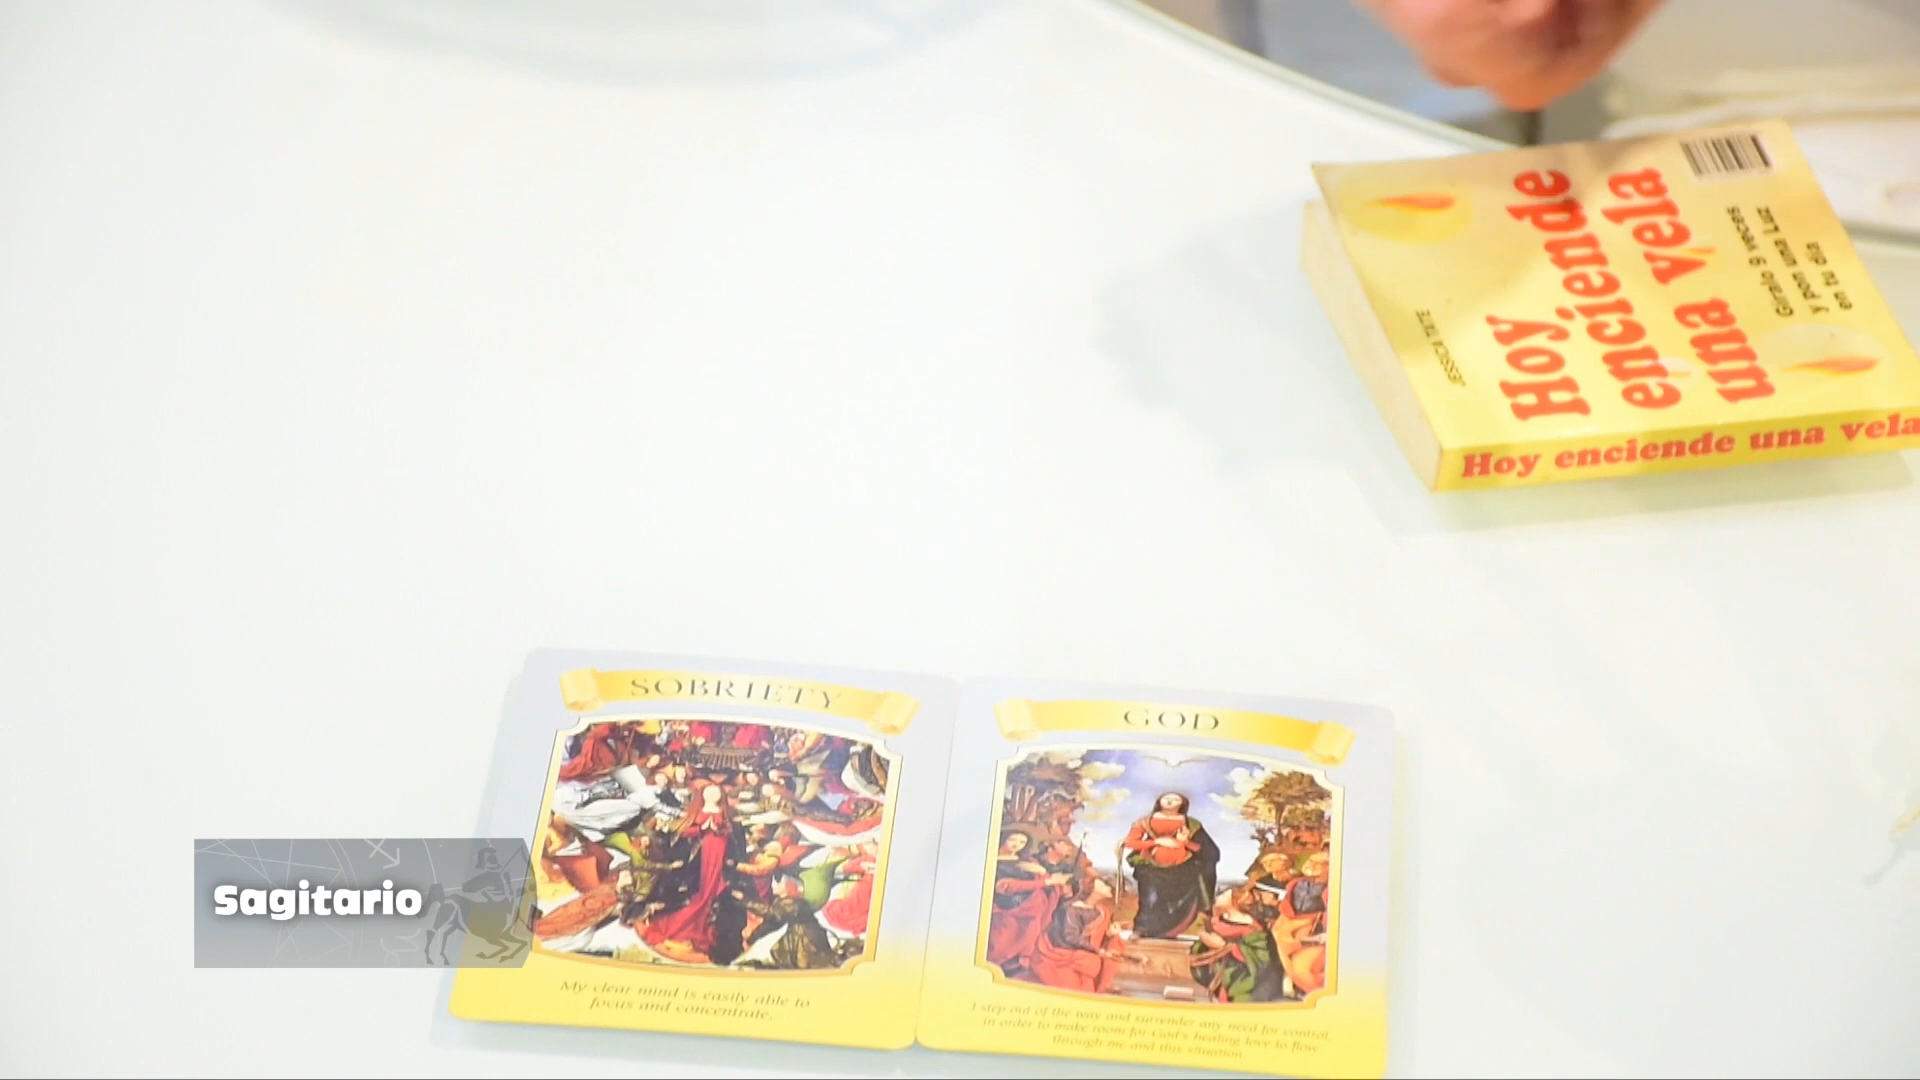 Hoy
enciende
una vela
Gíralo 9 veces
y pon una Luz
en tu día
JESSICA TATE
Hoy enciende una vela
SOBRIETY
My clear mind is easily able to
focus and concentrate.
GOD
I step out of the way and surrender any need for control,
in order to make room for God's healing love to flow
through me and this situation.
Sagitario